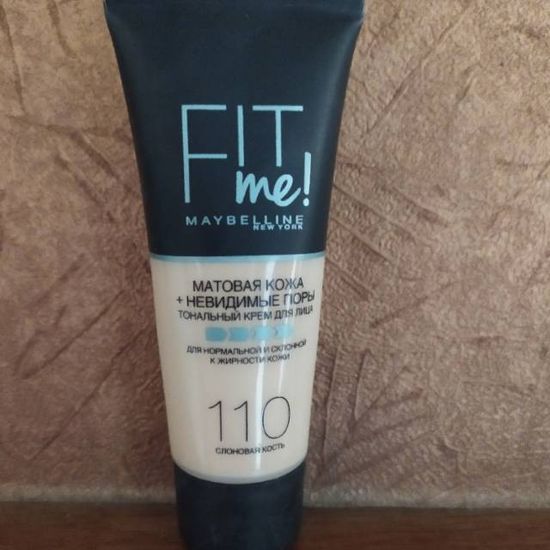 FIT
me!
MAYBELLINE
NEW YORK
МАТОВАЯ КОЖА
+ НЕВИДИМЫЕ ПОРЫ
ТОНАЛЬНЫЙ КРЕМ ДЛЯ ЛИЦА
ДЛЯ НОРМАЛЬНОЙ И СКЛОННОЙ
К ЖИРНОСТИ КОЖИ
110
СЛОНОВАЯ КОСТЬ